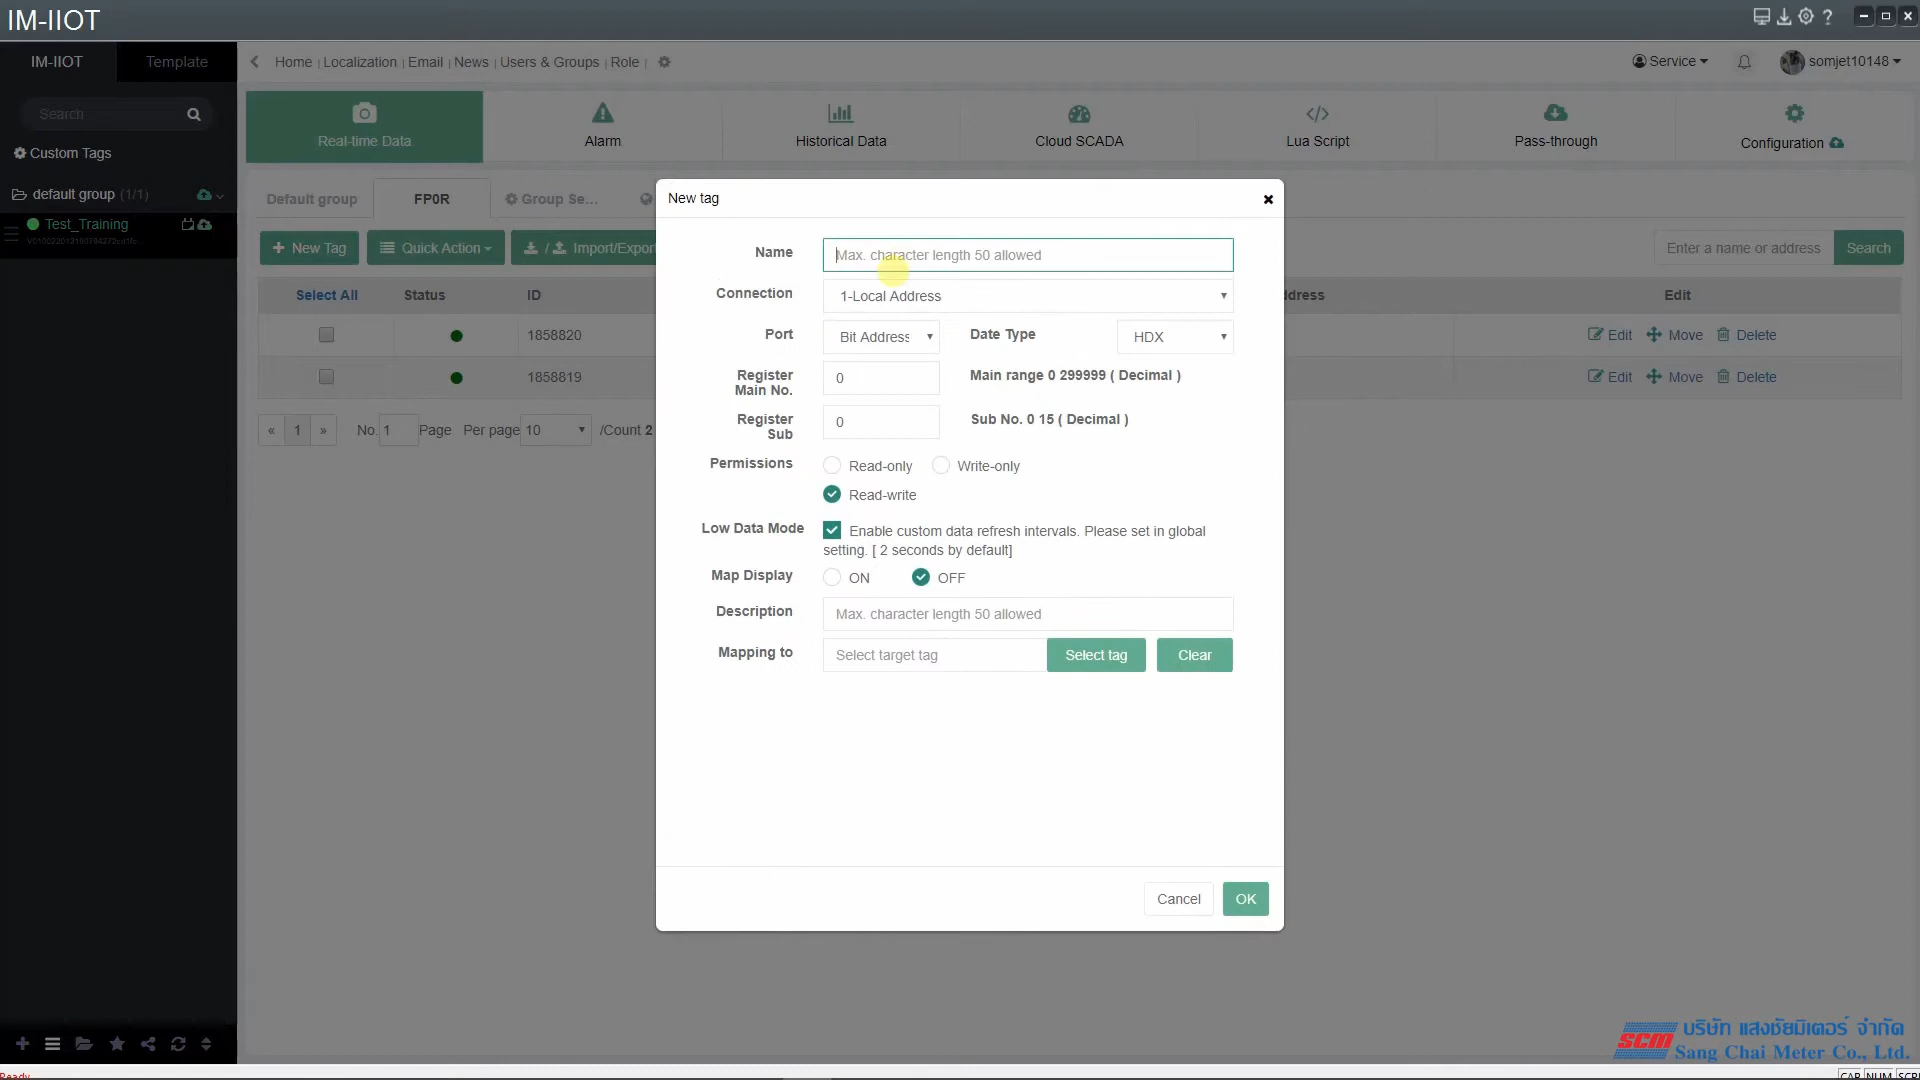 IM-IIOT
IM-IIOT
Template
Home | Localization | Email | News | Users & Groups | Role |
Service
somjet10148
Search
Custom Tags
default group (1/1)
Test_Training
Real-time Data
Alarm
Historical Data
Cloud SCADA
Lua Script
Pass-through
Configuration
Default group
FP0R
Group Se...
New Tag
Quick Action
/ Import/Export
Enter a name or address
Search
Select All
Status
ID
Edit
1858820
Edit
Move
Delete
1858819
Edit
Move
Delete
« 1 »
No. 1 Page Per page 10 /Count 2
New tag
Name
Max. character length 50 allowed
Connection
1-Local Address
Port
Bit Address
Date Type
HDX
Register Main No.
0
Main range 0 299999 ( Decimal )
Register Sub
0
Sub No. 0 15 ( Decimal )
Permissions
Read-only
Write-only
Read-write
Low Data Mode
Enable custom data refresh intervals. Please set in global
setting. [ 2 seconds by default]
Map Display
ON
OFF
Description
Max. character length 50 allowed
Mapping to
Select target tag
Select tag
Clear
Cancel
OK
SCM
บริษัท แสงชัยมิเตอร์ จำกัด
Sang Chai Meter Co., Ltd.
Ready
CAP NUM SCR